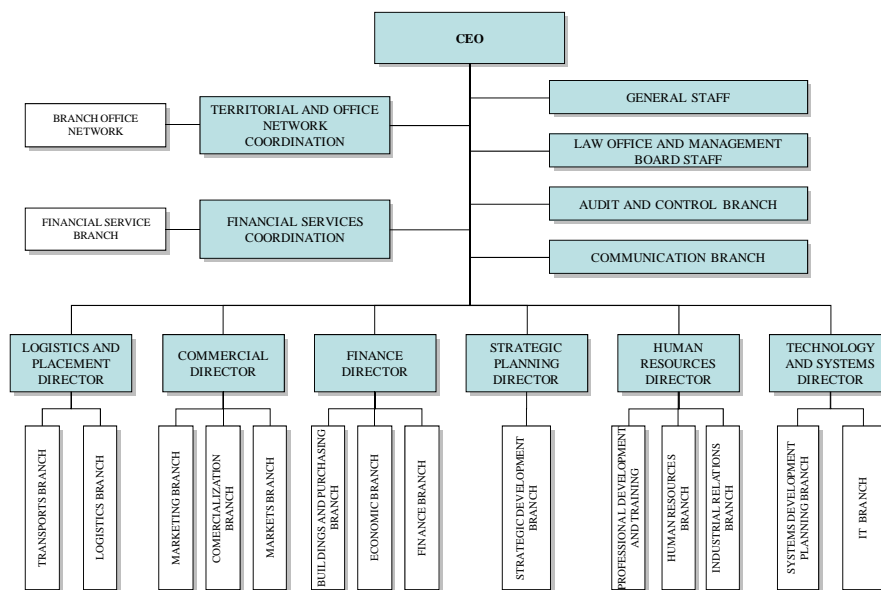 CEO
GENERAL STAFF
BRANCH OFFICE
NETWORK
TERRITORIAL AND OFFICE
NETWORK
COORDINATION
LAW OFFICE AND MANAGEMENT
BOARD STAFF
AUDIT AND CONTROL BRANCH
FINANCIAL SERVICE
BRANCH
FINANCIAL SERVICES
COORDINATION
COMMUNICATION BRANCH
LOGISTICS AND
PLACEMENT
DIRECTOR
COMMERCIAL
DIRECTOR
FINANCE
DIRECTOR
STRATEGIC
PLANNING
DIRECTOR
HUMAN
RESOURCES
DIRECTOR
TECHNOLOGY
AND SYSTEMS
DIRECTOR
TRANSPORTS BRANCH
LOGISTICS BRANCH
MARKETING BRANCH
COMERCIALIZATION
BRANCH
MARKETS BRANCH
BUILDINGS AND PURCHASING
BRANCH
ECONOMIC BRANCH
FINANCE BRANCH
STRATEGIC DEVELOPMENT
BRANCH
PROFESSIONAL DEVELOPMENT
AND TRAINING
HUMAN RESOURCES
BRANCH
INDUSTRIAL RELATIONS
BRANCH
SYSTEMS DEVELOPMENT
PLANNING BRANCH
IT BRANCH